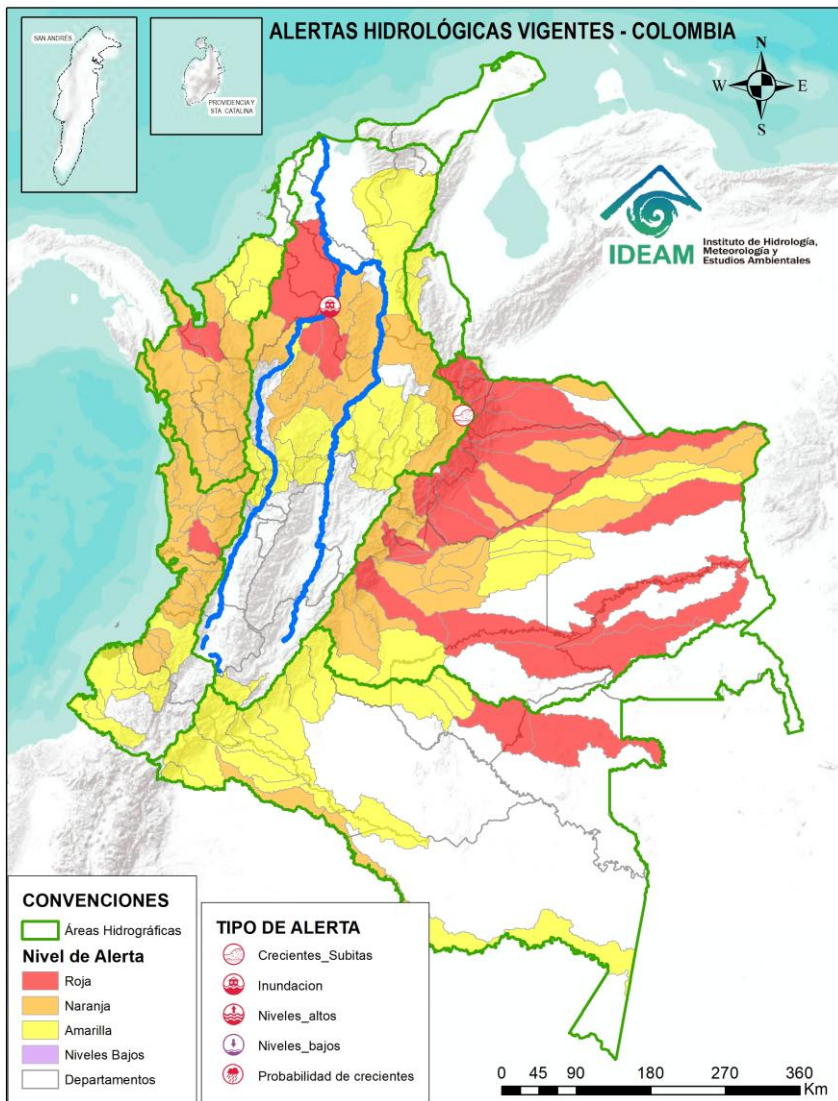 ALERTAS HIDROLÓGICAS VIGENTES - COLOMBIA
SAN ANDRÉS
PROVIDENCIA Y
STA. CATALINA
N
W
E
S
IDEAM
Instituto de Hidrología,
Meteorología y
Estudios Ambientales
CONVENCIONES
Áreas Hidrográficas
Nivel de Alerta
Roja
Naranja
Amarilla
Niveles Bajos
Departamentos
TIPO DE ALERTA
Crecientes_Subitas
Inundacion
Niveles_altos
Niveles_bajos
Probabilidad de crecientes
0 45 90 180 270 360
Km